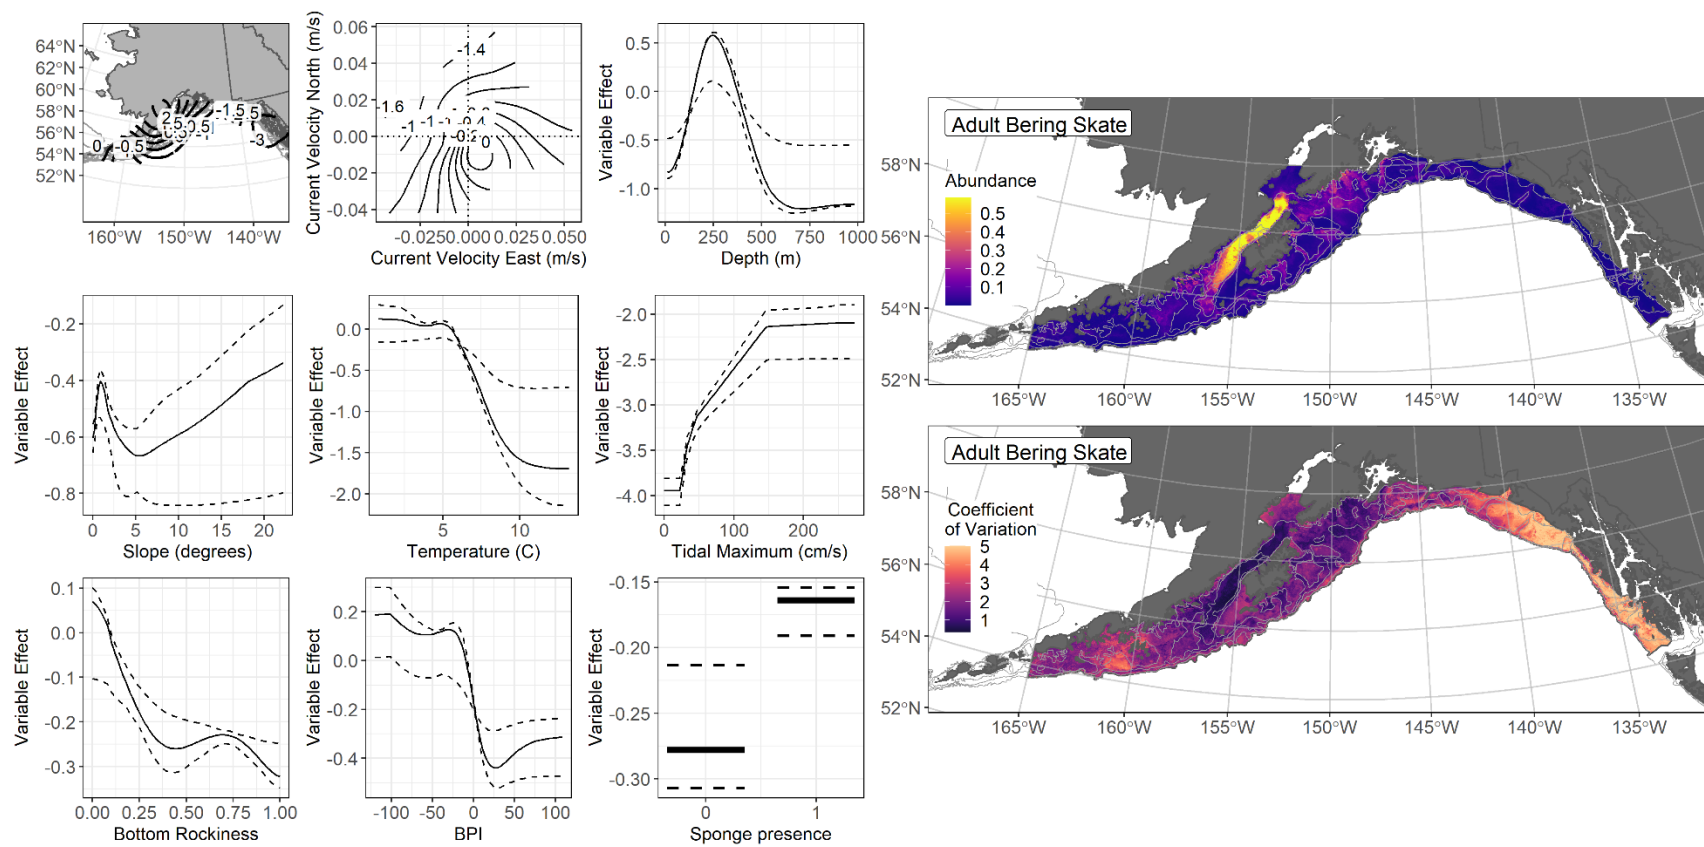 64°N
62°N
60°N
58°N
56°N
54°N
52°N
0
-0.5
2.5
-1.5
-3
160°W
150°W
140°W
Current Velocity North (m/s)
0.06
0.04
0.02
0.00
-0.02
-0.04
-1.4
-1.6
-1
0
-0.025
0.000
0.025
0.050
Current Velocity East (m/s)
Variable Effect
0.5
0.0
-0.5
-1.0
0
250
500
750
1000
Depth (m)
Variable Effect
-0.2
-0.4
-0.6
-0.8
0
5
10
15
20
Slope (degrees)
Variable Effect
0.0
-0.5
-1.0
-1.5
-2.0
5
10
Temperature (C)
Variable Effect
-2.0
-2.5
-3.0
-3.5
-4.0
0
100
200
Tidal Maximum (cm/s)
Variable Effect
0.1
0.0
-0.1
-0.2
-0.3
0.00
0.25
0.50
0.75
1.00
Bottom Rockiness
Variable Effect
0.2
0.0
-0.2
-0.4
-100
-50
0
50
100
BPI
Variable Effect
-0.15
-0.20
-0.25
-0.30
0
1
Sponge presence
Adult Bering Skate
Abundance
0.5
0.4
0.3
0.2
0.1
58°N
56°N
54°N
52°N
165°W
160°W
155°W
150°W
145°W
140°W
135°W
Adult Bering Skate
Coefficient
of Variation
5
4
3
2
1
58°N
56°N
54°N
52°N
165°W
160°W
155°W
150°W
145°W
140°W
135°W